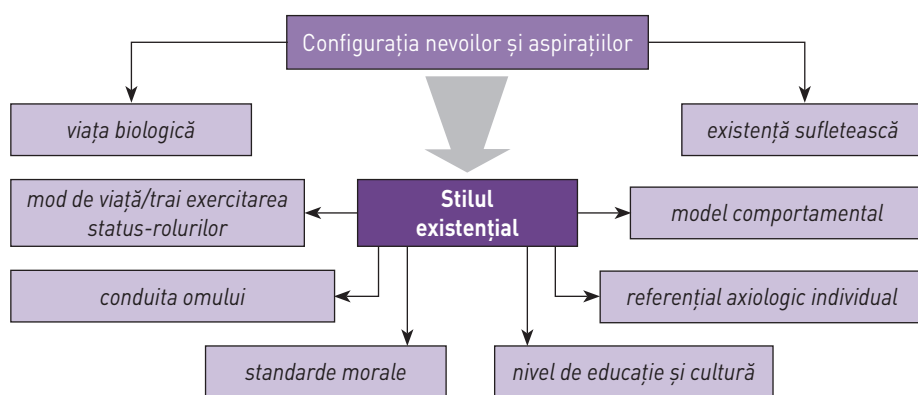 Configurația nevoilor și aspirațiilor
viața biologică
existență sufletească
mod de viață/trai exercitarea
status-rolurilor
Stilul
existențial
model comportamental
conduita omului
referențial axiologic individual
standarde morale
nivel de educație și cultură